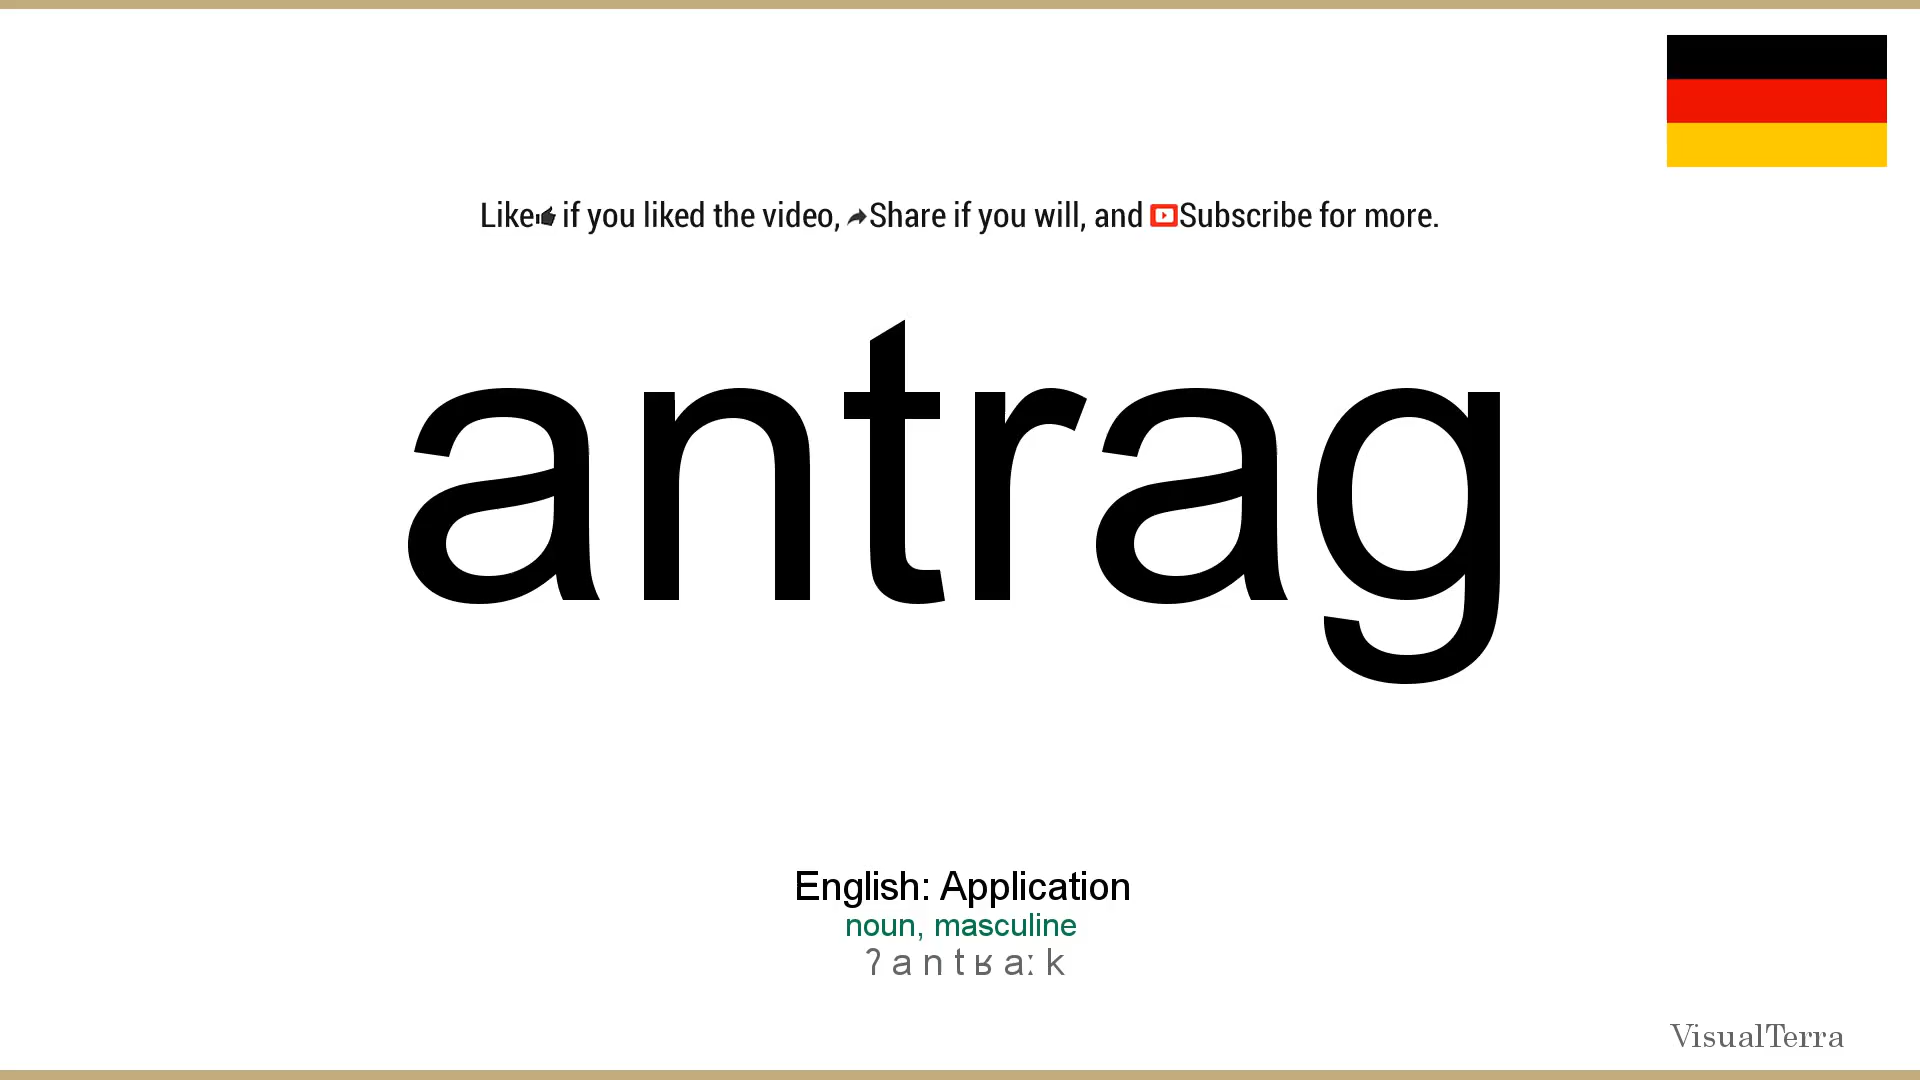 Like if you liked the video, Share if you will, and Subscribe for more.
antrag
English: Application
noun, masculine
ʔ a n t ʁ aː k
VisualTerra